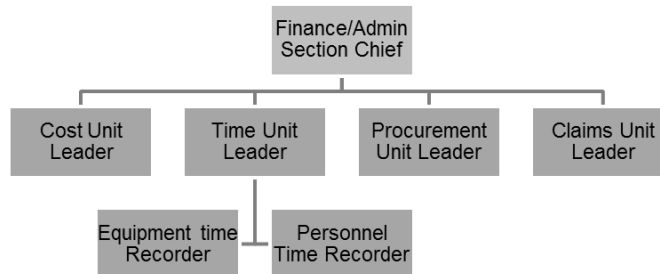 Finance/Admin
Section Chief
Cost Unit
Leader
Time Unit
Leader
Procurement
Unit Leader
Claims Unit
Leader
Equipment time
Recorder
Personnel
Time Recorder